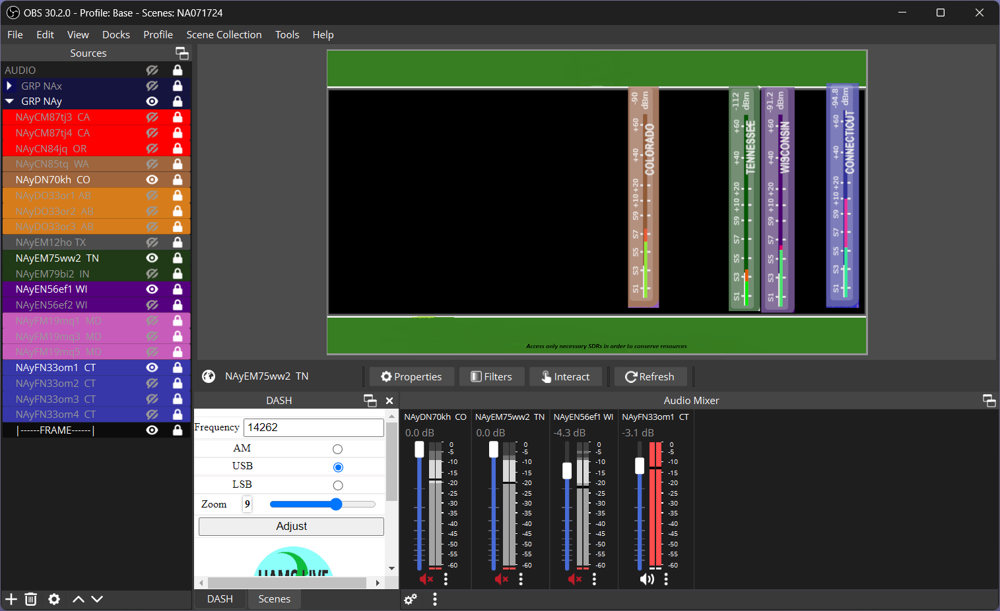 OBS 30.2.0 - Profile: Base - Scenes: NA071724
File Edit View Docks Profile Scene Collection Tools Help
Sources
AUDIO
GRP NAx
GRP NAy
NAyCM87tj3 CA
NAyCM87tj4 CA
NAyCN84jq OR
NAyCN85tq WA
NAyDN70kh CO
NAyDO33or1 AB
NAyDO33or2 AB
NAyDO33or3 AB
NAyEM12ho TX
NAyEM75ww2 TN
NAyEM79bi2 IN
NAyEN56ef1 WI
NAyEN56ef2 WI
NAyFM19mq1 MD
NAyFM19mq3 MD
NAyFM19mq5 MD
NAyFN33om1 CT
NAyFN33om2 CT
NAyFN33om3 CT
NAyFN33om4 CT
|------FRAME------|
-90 dBm
COLORADO
S1 S3 S5 S7 S9 +10 +20 +40 +60
-112 dBm
TENNESSEE
S1 S3 S5 S7 S9 +10 +20 +40 +60
-91.2 dBm
WISCONSIN
S1 S3 S5 S7 S9 +10 +20 +40 +60
-94.8 dBm
CONNECTICUT
S1 S3 S5 S7 S9 +10 +20 +40 +60
Access only necessary SDRs in order to conserve resources
NAyEM75ww2 TN Properties Filters Interact Refresh
DASH
Frequency 14262
AM
USB
LSB
Zoom 9
Adjust
HAMS LIVE
DASH Scenes
Audio Mixer
NAyDN70kh CO
0.0 dB
0 -5 -10 -15 -20 -25 -30 -35 -40 -45 -50 -55 -60
NAyEM75ww2 TN
0.0 dB
0 -5 -10 -15 -20 -25 -30 -35 -40 -45 -50 -55 -60
NAyEN56ef1 WI
-4.3 dB
0 -5 -10 -15 -20 -25 -30 -35 -40 -45 -50 -55 -60
NAyFN33om1 CT
-3.1 dB
0 -5 -10 -15 -20 -25 -30 -35 -40 -45 -50 -55 -60